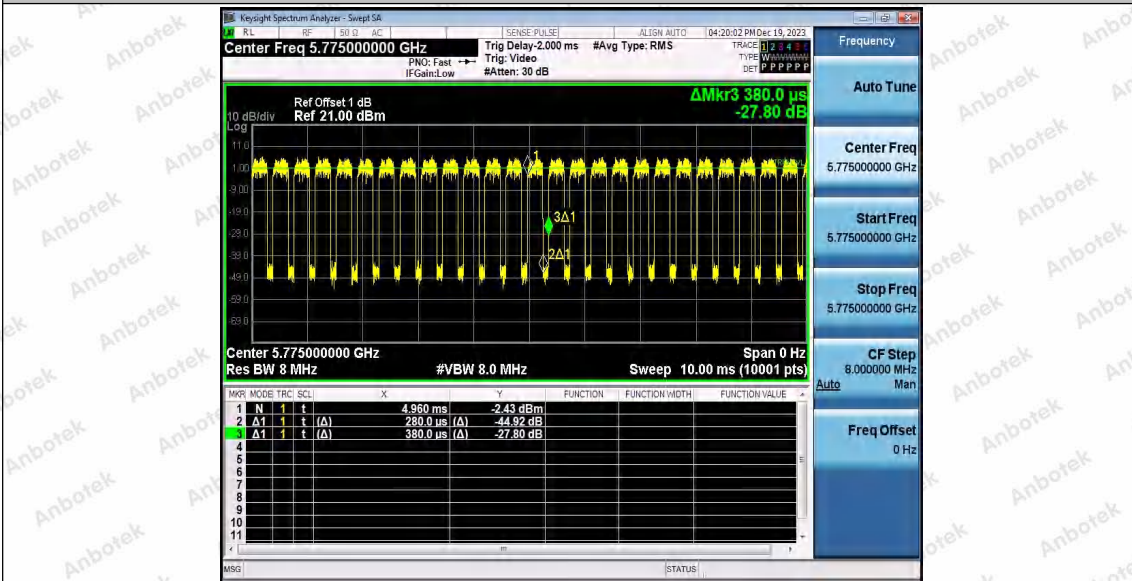 Keysight Spectrum Analyzer - Swept SA
RL RF 50 Ω AC SENSE:PULSE ALIGN AUTO 04:20:02 PM Dec 19, 2023
Center Freq 5.775000000 GHz
PNO: Fast
IFGain:Low
Trig Delay-2.000 ms
Trig: Video
#Atten: 30 dB
#Avg Type: RMS
TRACE 1 2 3 4 5 6
TYPE WWWWWW
DET P P P P P P
Frequency
Auto Tune
Center Freq
5.775000000 GHz
Start Freq
5.775000000 GHz
Stop Freq
5.775000000 GHz
CF Step
8.000000 MHz
Auto Man
Freq Offset
0 Hz
ΔMkr3 380.0 µs
-27.80 dB
Ref Offset 1 dB
10 dB/div Ref 21.00 dBm
Log
11.0
1.00
-9.00
-19.0
-29.0
-39.0
-49.0
-59.0
-69.0
1
3Δ1
2Δ1
Center 5.775000000 GHz Span 0 Hz
Res BW 8 MHz #VBW 8.0 MHz Sweep 10.00 ms (10001 pts)
MKR MODE TRC SCL X Y FUNCTION FUNCTION WIDTH FUNCTION VALUE
1 N 1 t 4.960 ms -2.43 dBm
2 Δ1 1 t (Δ) 280.0 µs (Δ) -44.92 dB
3 Δ1 1 t (Δ) 380.0 µs (Δ) -27.80 dB
4
5
6
7
8
9
10
11
MSG STATUS
Anbotek